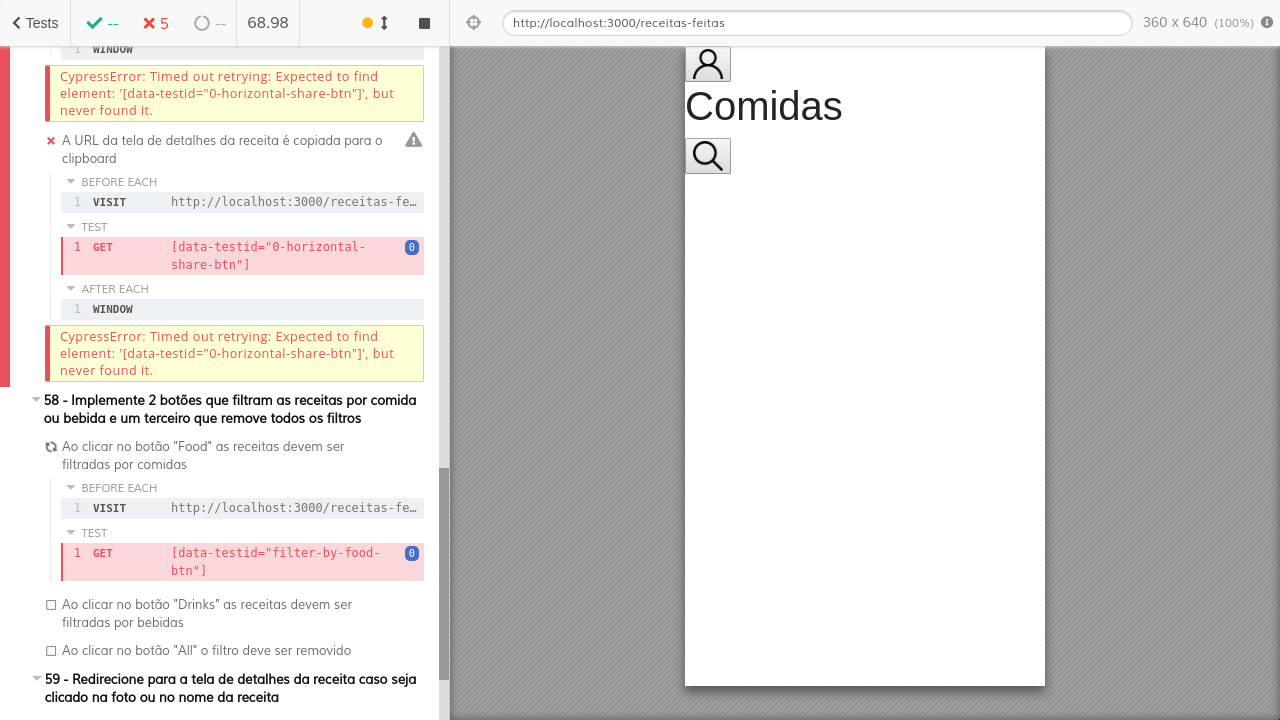 Tests
--
5
--
68.98
http://localhost:3000/receitas-feitas
360 x 640 (100%)
1 WINDOW
CypressError: Timed out retrying: Expected to find
element: '[data-testid="0-horizontal-share-btn"]', but
never found it.
A URL da tela de detalhes da receita é copiada para o
clipboard
BEFORE EACH
1 VISIT http://localhost:3000/receitas-fe…
TEST
1 GET [data-testid="0-horizontal-
share-btn"]
0
AFTER EACH
1 WINDOW
CypressError: Timed out retrying: Expected to find
element: '[data-testid="0-horizontal-share-btn"]', but
never found it.
58 - Implemente 2 botões que filtram as receitas por comida
ou bebida e um terceiro que remove todos os filtros
Ao clicar no botão "Food" as receitas devem ser
filtradas por comidas
BEFORE EACH
1 VISIT http://localhost:3000/receitas-fe…
TEST
1 GET [data-testid="filter-by-food-
btn"]
0
Ao clicar no botão "Drinks" as receitas devem ser
filtradas por bebidas
Ao clicar no botão "All" o filtro deve ser removido
59 - Redirecione para a tela de detalhes da receita caso seja
clicado na foto ou no nome da receita
Comidas